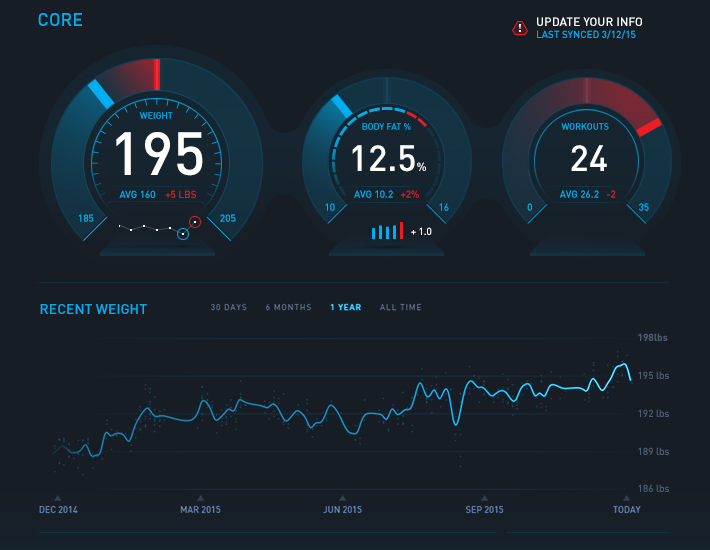 CORE
UPDATE YOUR INFO
LAST SYNCED 3/12/15
WEIGHT
195
AVG 160 +5 LBS
185 205
BODY FAT %
12.5%
AVG 10.2 +2%
10 16
+ 1.0
WORKOUTS
24
AVG 26.2 -2
0 35
RECENT WEIGHT 30 DAYS 6 MONTHS 1 YEAR ALL TIME
198lbs
195 lbs
192 lbs
189 lbs
186 lbs
DEC 2014 MAR 2015 JUN 2015 SEP 2015 TODAY